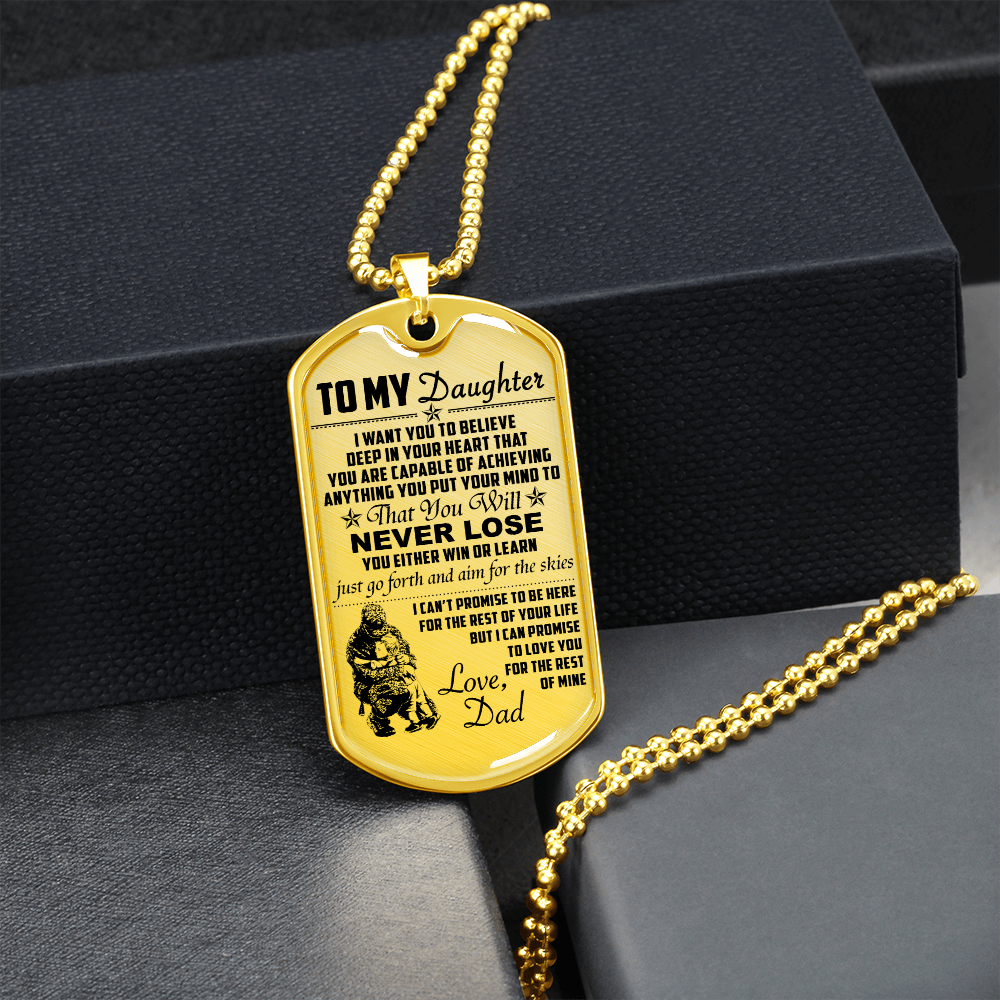 TO MY Daughter
I WANT YOU TO BELIEVE
DEEP IN YOUR HEART THAT
YOU ARE CAPABLE OF ACHIEVING
ANYTHING YOU PUT YOUR MIND TO
That You Will
NEVER LOSE
YOU EITHER WIN OR LEARN
just go forth and aim for the skies
I CAN'T PROMISE TO BE HERE
FOR THE REST OF YOUR LIFE
BUT I CAN PROMISE
TO LOVE YOU
FOR THE REST
OF MINE
Love,
Dad